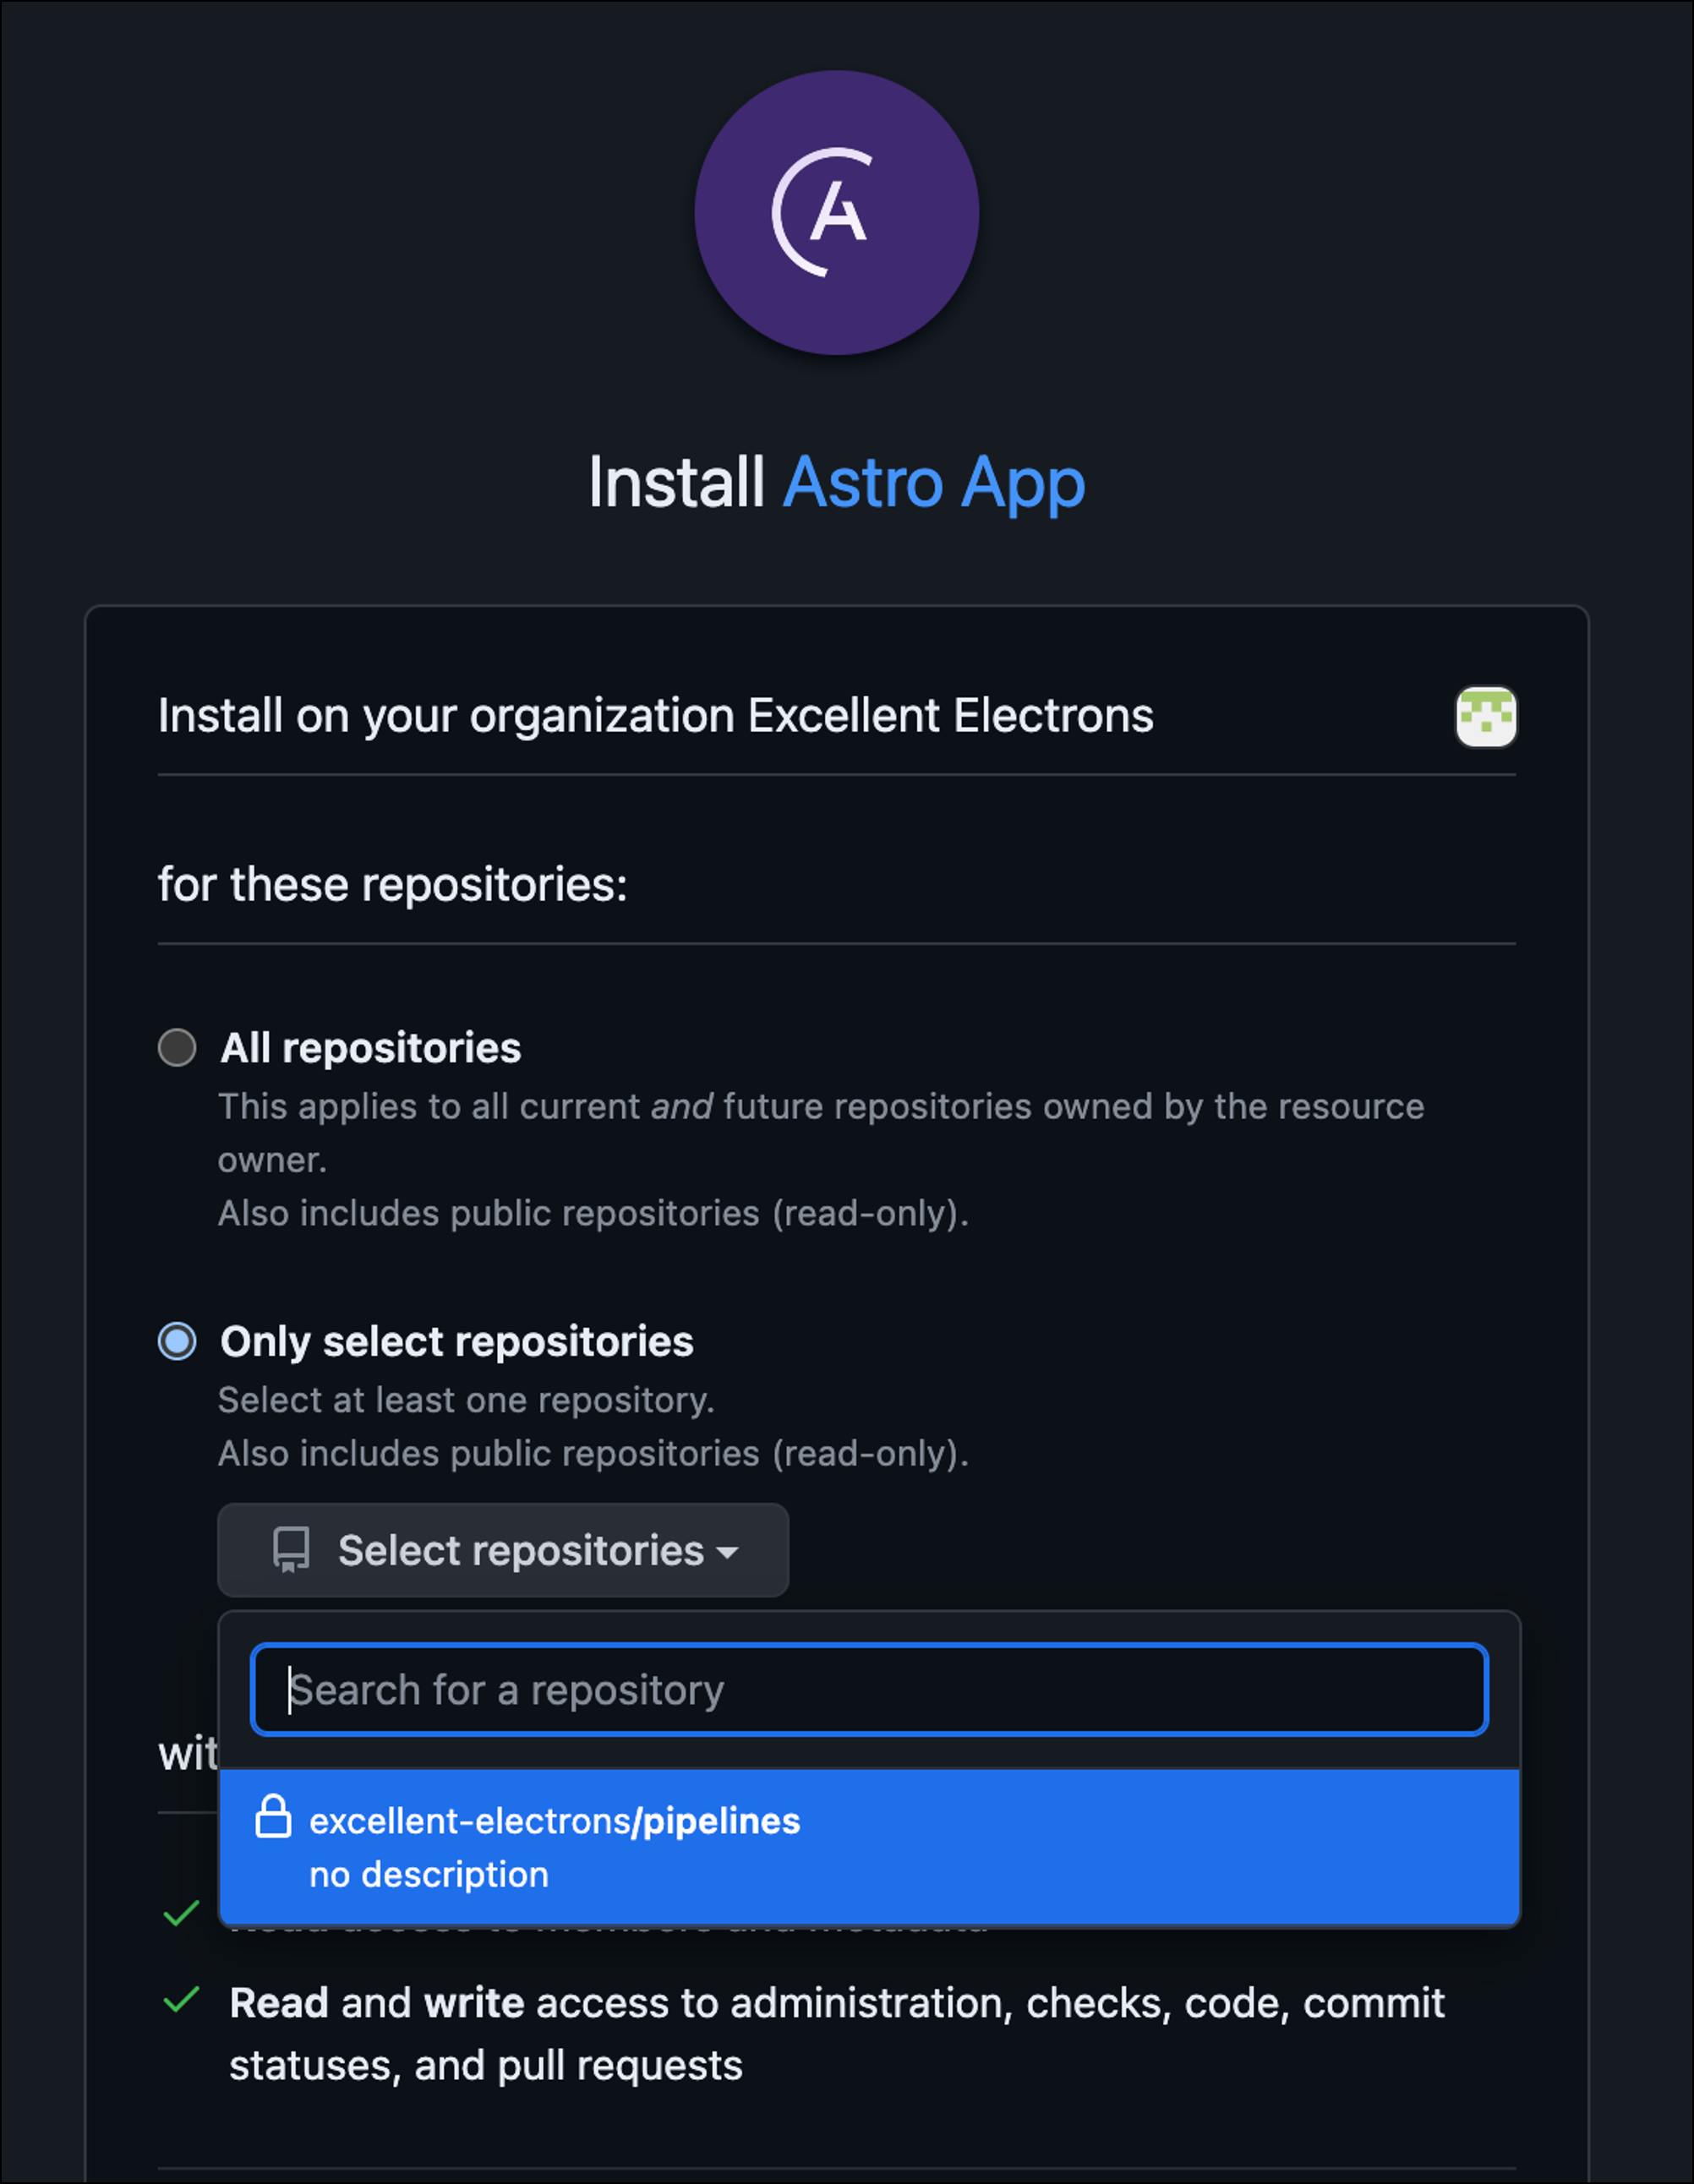 Install Astro App
Install on your organization Excellent Electrons
for these repositories:
All repositories
This applies to all current and future repositories owned by the resource
owner.
Also includes public repositories (read-only).
Only select repositories
Select at least one repository.
Also includes public repositories (read-only).
Select repositories
Search for a repository
excellent-electrons/pipelines
no description
Read and write access to administration, checks, code, commit
statuses, and pull requests